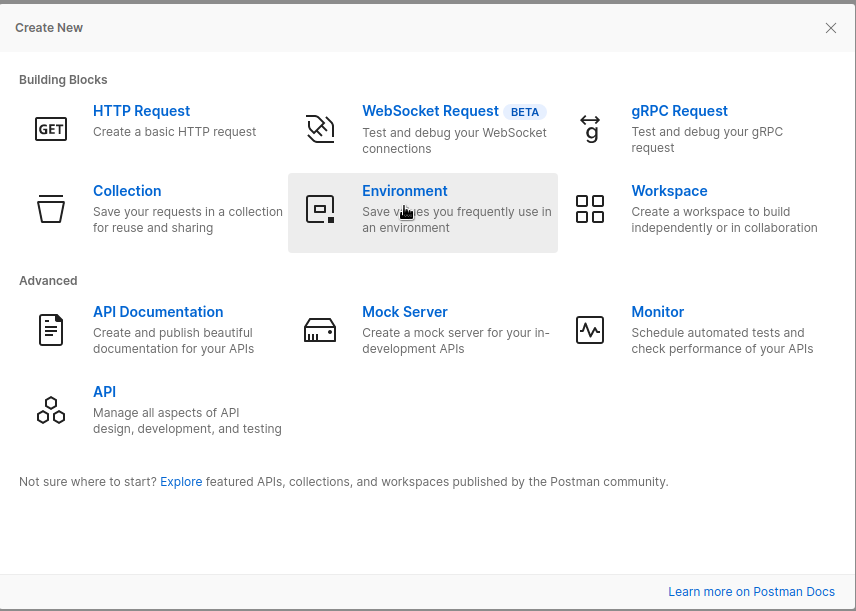 Create New
Building Blocks
HTTP Request
Create a basic HTTP request
GET
WebSocket Request BETA
Test and debug your WebSocket
connections
gRPC Request
Test and debug your gRPC
request
g
Collection
Save your requests in a collection
for reuse and sharing
Environment
Save values you frequently use in
an environment
Workspace
Create a workspace to build
independently or in collaboration
Advanced
API Documentation
Create and publish beautiful
documentation for your APIs
Mock Server
Create a mock server for your in-
development APIs
Monitor
Schedule automated tests and
check performance of your APIs
API
Manage all aspects of API
design, development, and testing
Not sure where to start? Explore featured APIs, collections, and workspaces published by the Postman community.
Learn more on Postman Docs